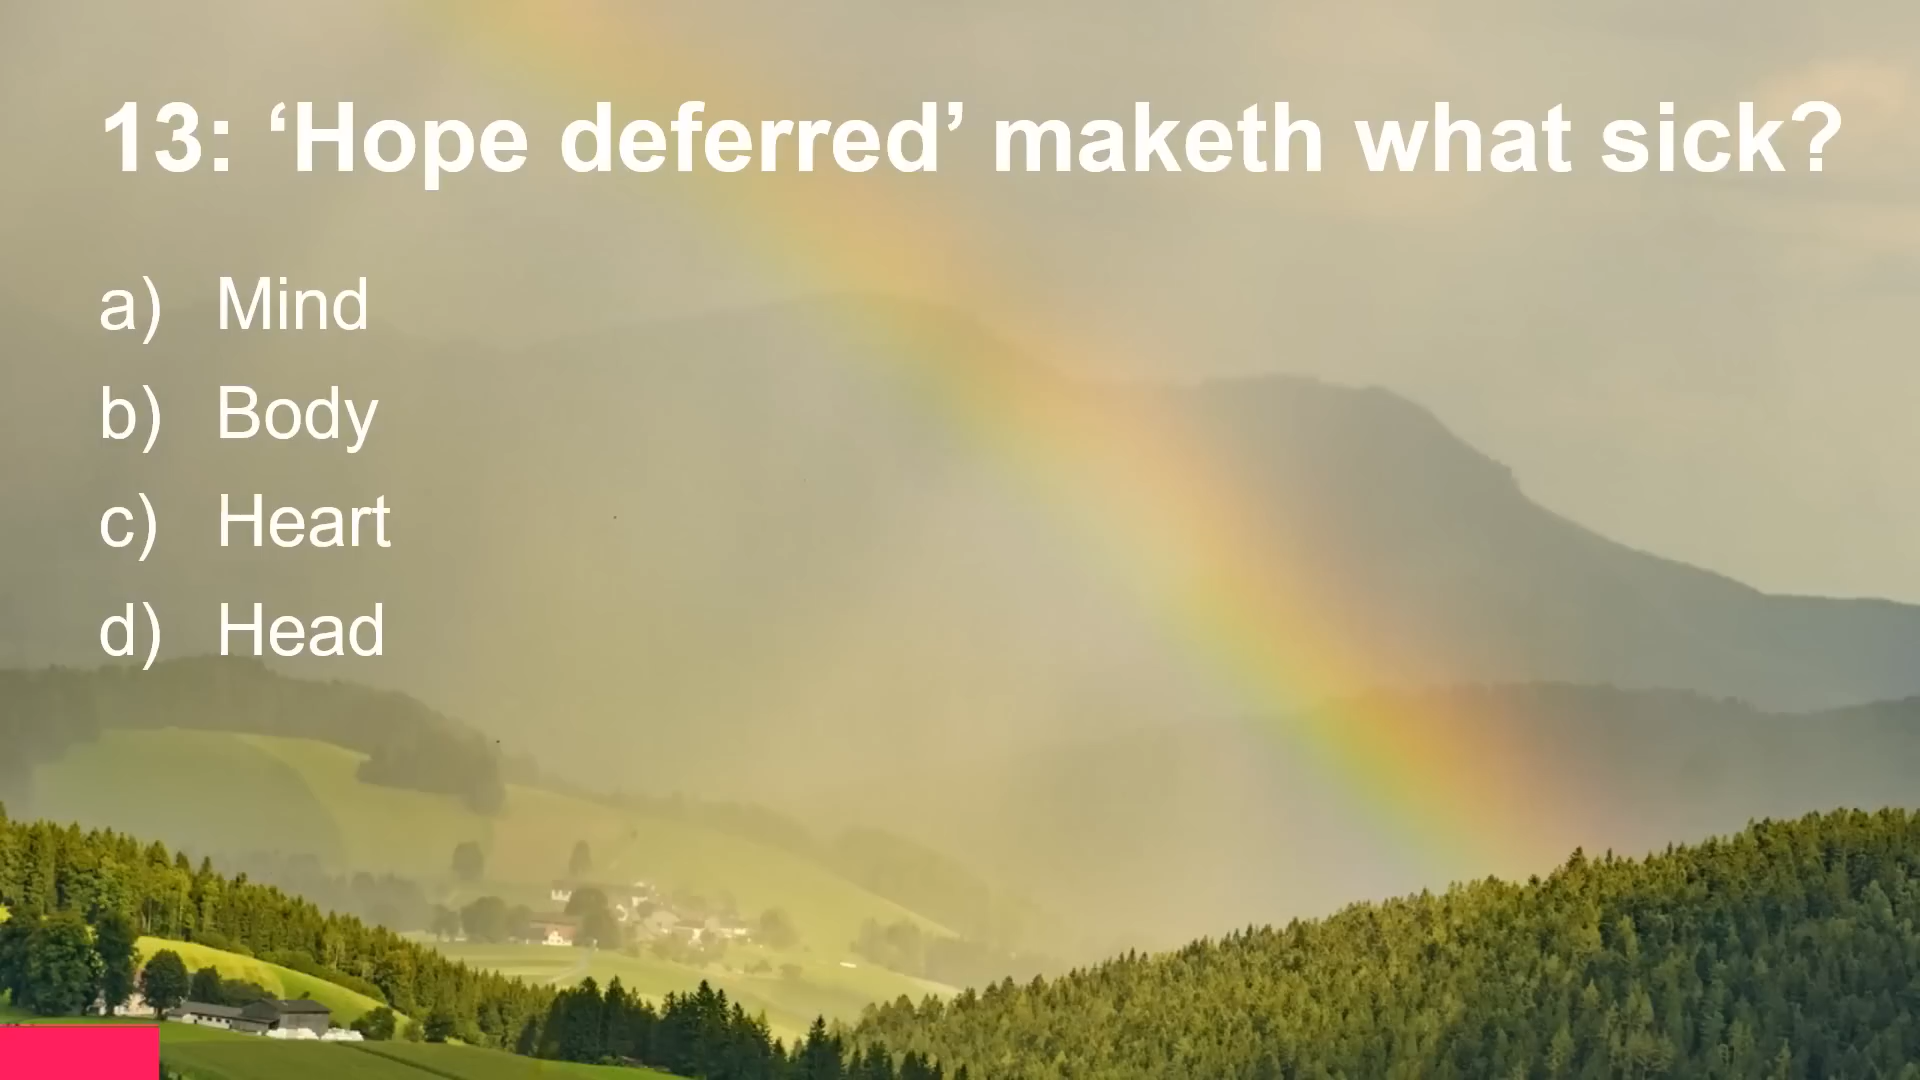 13: ‘Hope deferred’ maketh what sick?
a) Mind
b) Body
c) Heart
d) Head